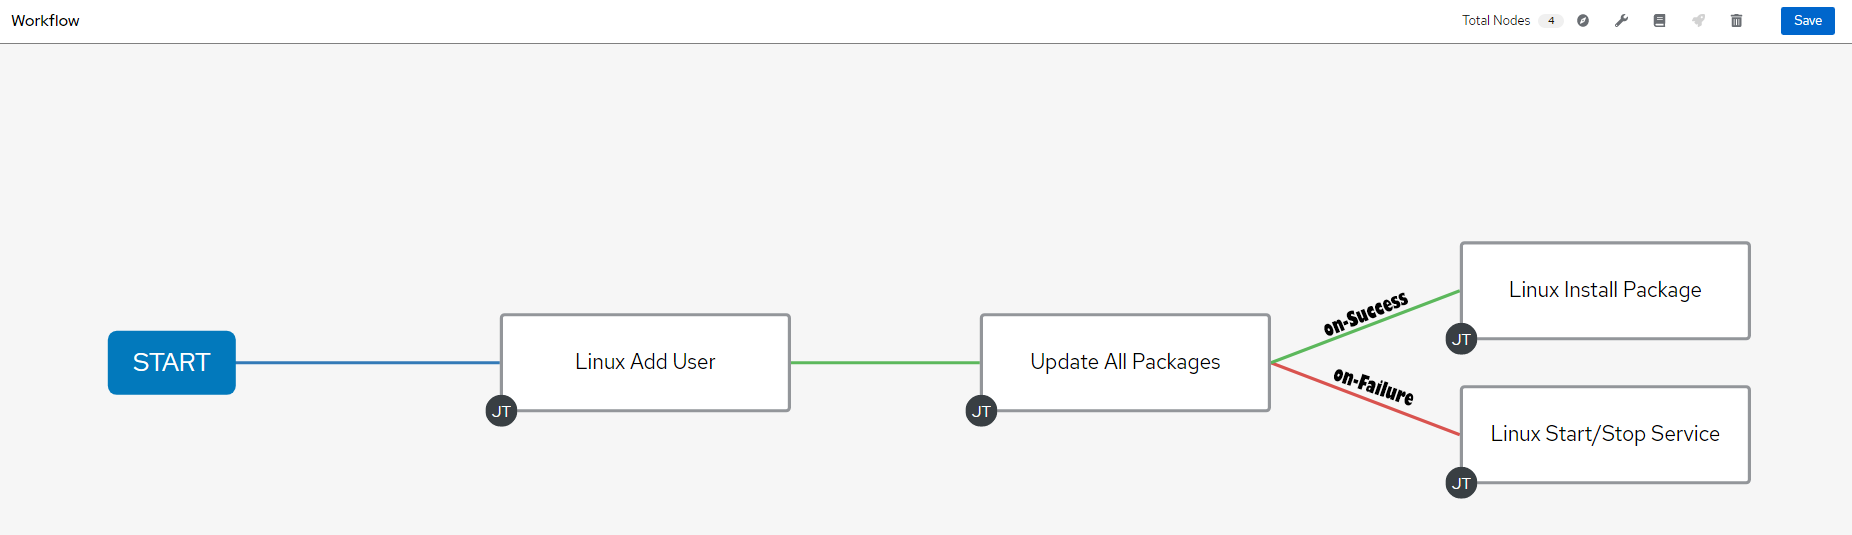 Workflow
Total Nodes 4
Save
START
Linux Add User
JT
Update All Packages
JT
on-Success
on-Failure
Linux Install Package
JT
Linux Start/Stop Service
JT